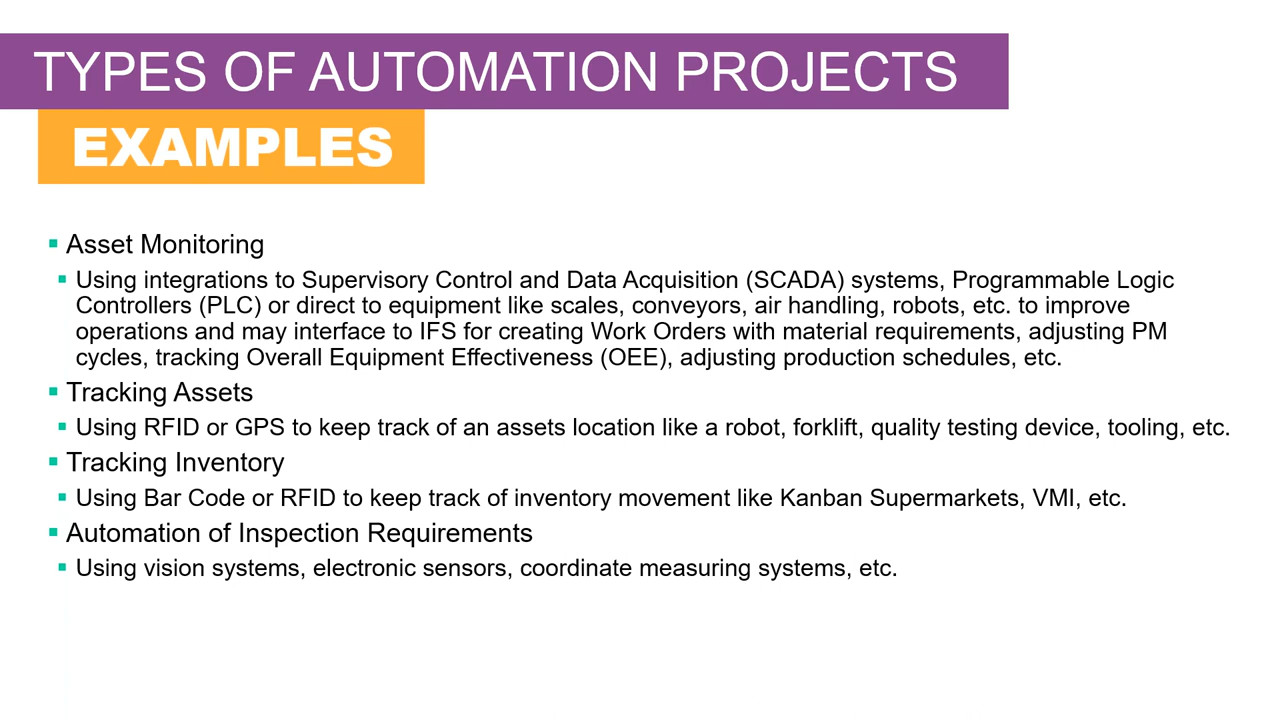 TYPES OF AUTOMATION PROJECTS
EXAMPLES
Asset Monitoring
Using integrations to Supervisory Control and Data Acquisition (SCADA) systems, Programmable Logic
Controllers (PLC) or direct to equipment like scales, conveyors, air handling, robots, etc. to improve
operations and may interface to IFS for creating Work Orders with material requirements, adjusting PM
cycles, tracking Overall Equipment Effectiveness (OEE), adjusting production schedules, etc.
Tracking Assets
Using RFID or GPS to keep track of an assets location like a robot, forklift, quality testing device, tooling, etc.
Tracking Inventory
Using Bar Code or RFID to keep track of inventory movement like Kanban Supermarkets, VMI, etc.
Automation of Inspection Requirements
Using vision systems, electronic sensors, coordinate measuring systems, etc.